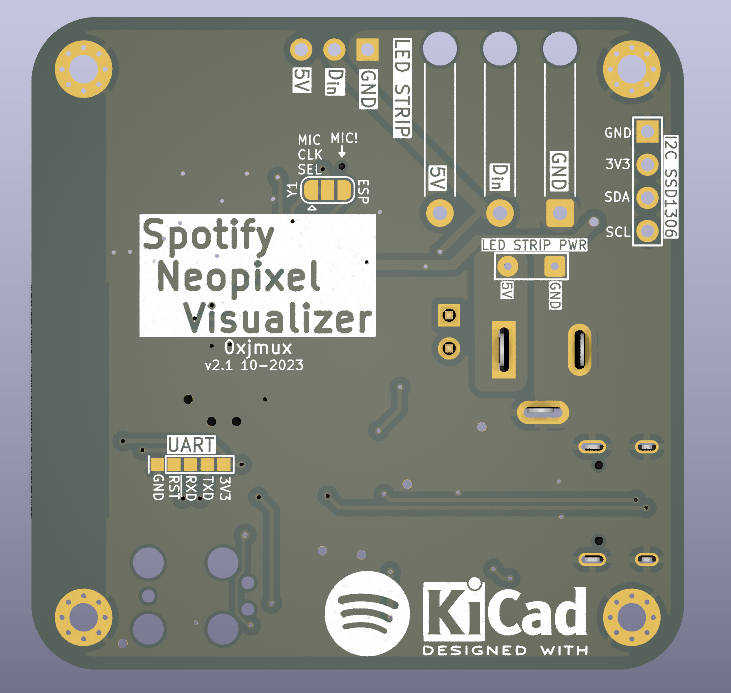 5V
Din
GND
LED STRIP
MIC
CLK
SEL
MIC!
Y1
ESP
5V
Din
GND
GND
3V3
SDA
SCL
I2C SSD1306
LED STRIP PWR
5V
GND
Spotify
Neopixel
Visualizer
0xjmux
v2.1 10-2023
UART
GND
RST
RXD
TXD
3V3
KiCad
DESIGNED WITH